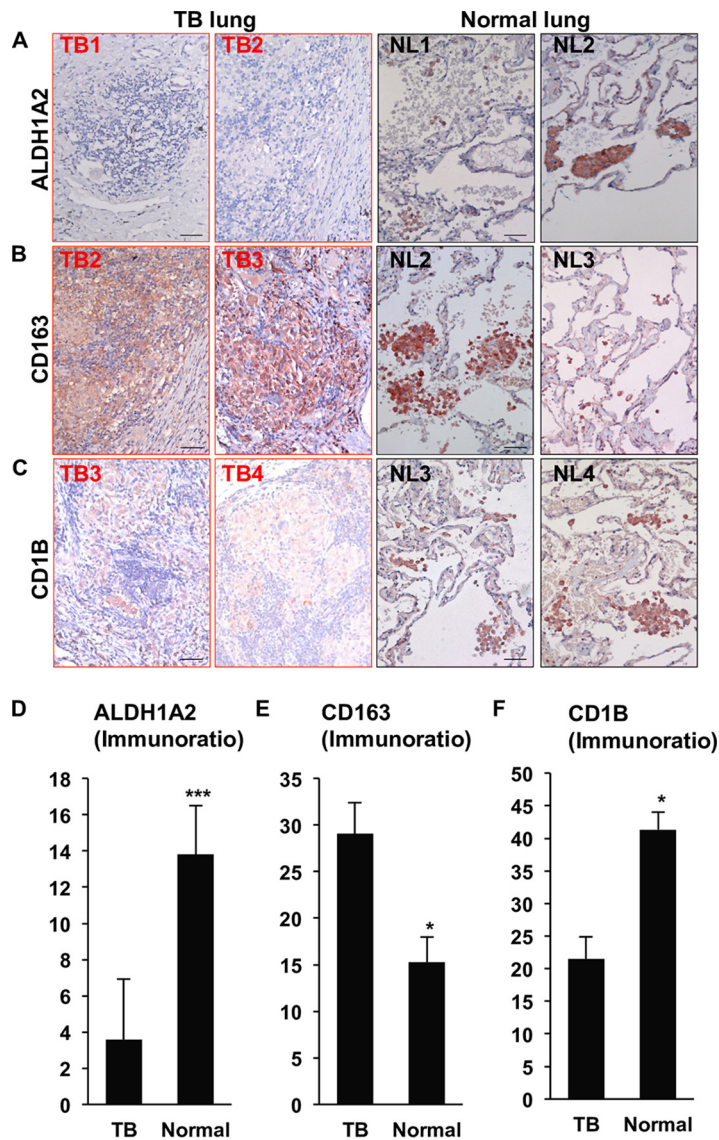 TB lung Normal lung
A TB1 TB2 NL1 NL2
ALDH1A2
B TB2 TB3 NL2 NL3
CD163
C TB3 TB4 NL3 NL4
CD1B
D ALDH1A2 (Immunoratio)
18
16
14
12
10
8
6
4
2
0
***
TB Normal
E CD163 (Immunoratio)
35
30
25
20
15
10
5
0
*
TB Normal
F CD1B (Immunoratio)
50
45
40
35
30
25
20
15
10
5
0
*
TB Normal